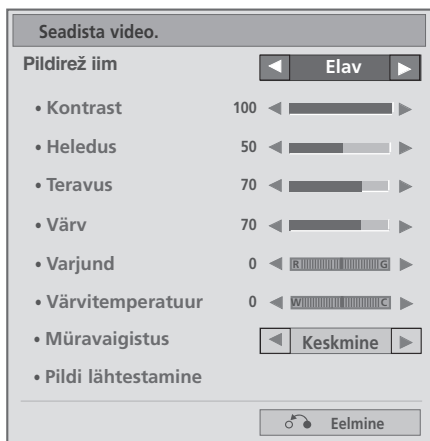 Seadista video.
Pildirež iim ◄ Elav ►
• Kontrast 100
• Heledus 50
• Teravus 70
• Värv 70
• Varjund 0 R G
• Värvitemperatuur 0 W C
• Müravaigistus ◄ Keskmine ►
• Pildi lähtestamine
Eelmine